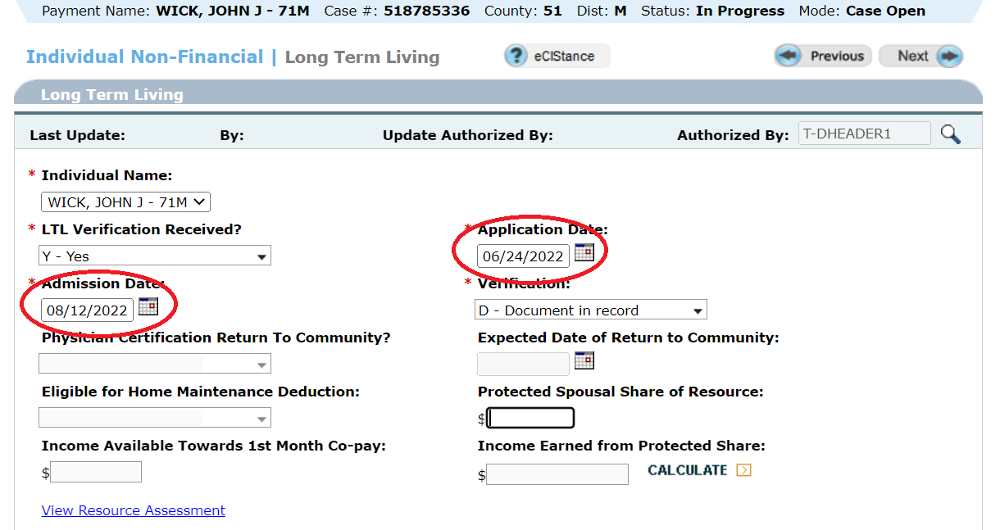 Payment Name: WICK, JOHN J - 71M Case #: 518785336 County: 51 Dist: M Status: In Progress Mode: Case Open
Individual Non-Financial | Long Term Living ? eCIStance Previous Next
Long Term Living
Last Update: By: Update Authorized By: Authorized By: T-DHEADER1
* Individual Name:
WICK, JOHN J - 71M
* LTL Verification Received? * Application Date:
Y - Yes 06/24/2022
* Admission Date: * Verification:
08/12/2022 D - Document in record
Physician Certification Return To Community? Expected Date of Return to Community:
Eligible for Home Maintenance Deduction: Protected Spousal Share of Resource:
$
Income Available Towards 1st Month Co-pay: Income Earned from Protected Share:
$ $ CALCULATE
View Resource Assessment